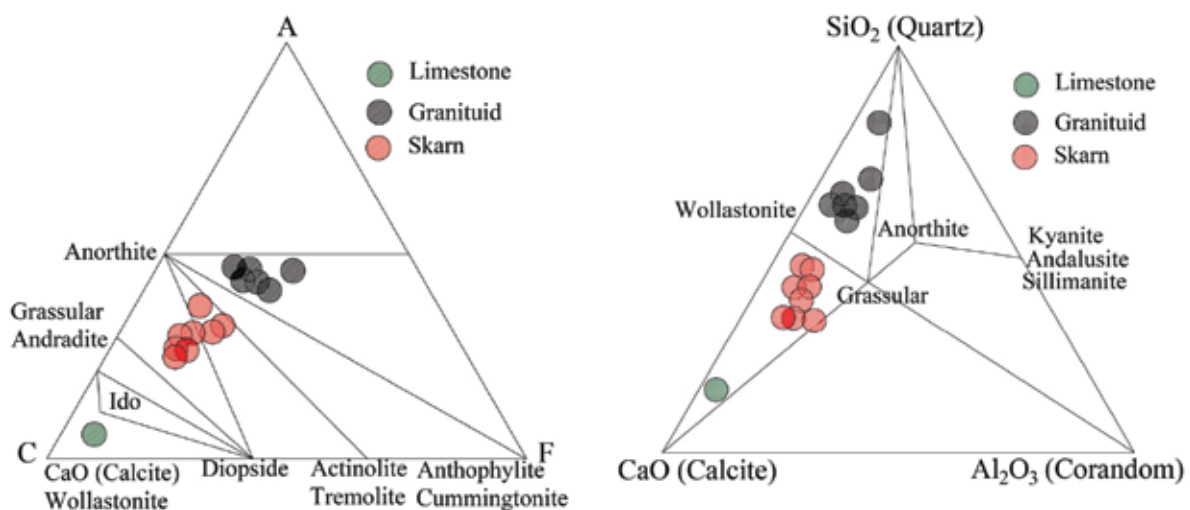 A
Limestone
Granituid
Skarn
Anorthite
Grassular
Andradite
Ido
C
F
CaO (Calcite)
Wollastonite
Diopside
Actinolite
Tremolite
Anthophylite
Cummingtonite
SiO₂ (Quartz)
Limestone
Granituid
Skarn
Wollastonite
Anorthite
Kyanite
Andalusite
Sillimanite
Grassular
CaO (Calcite)
Al₂O₃ (Corandom)